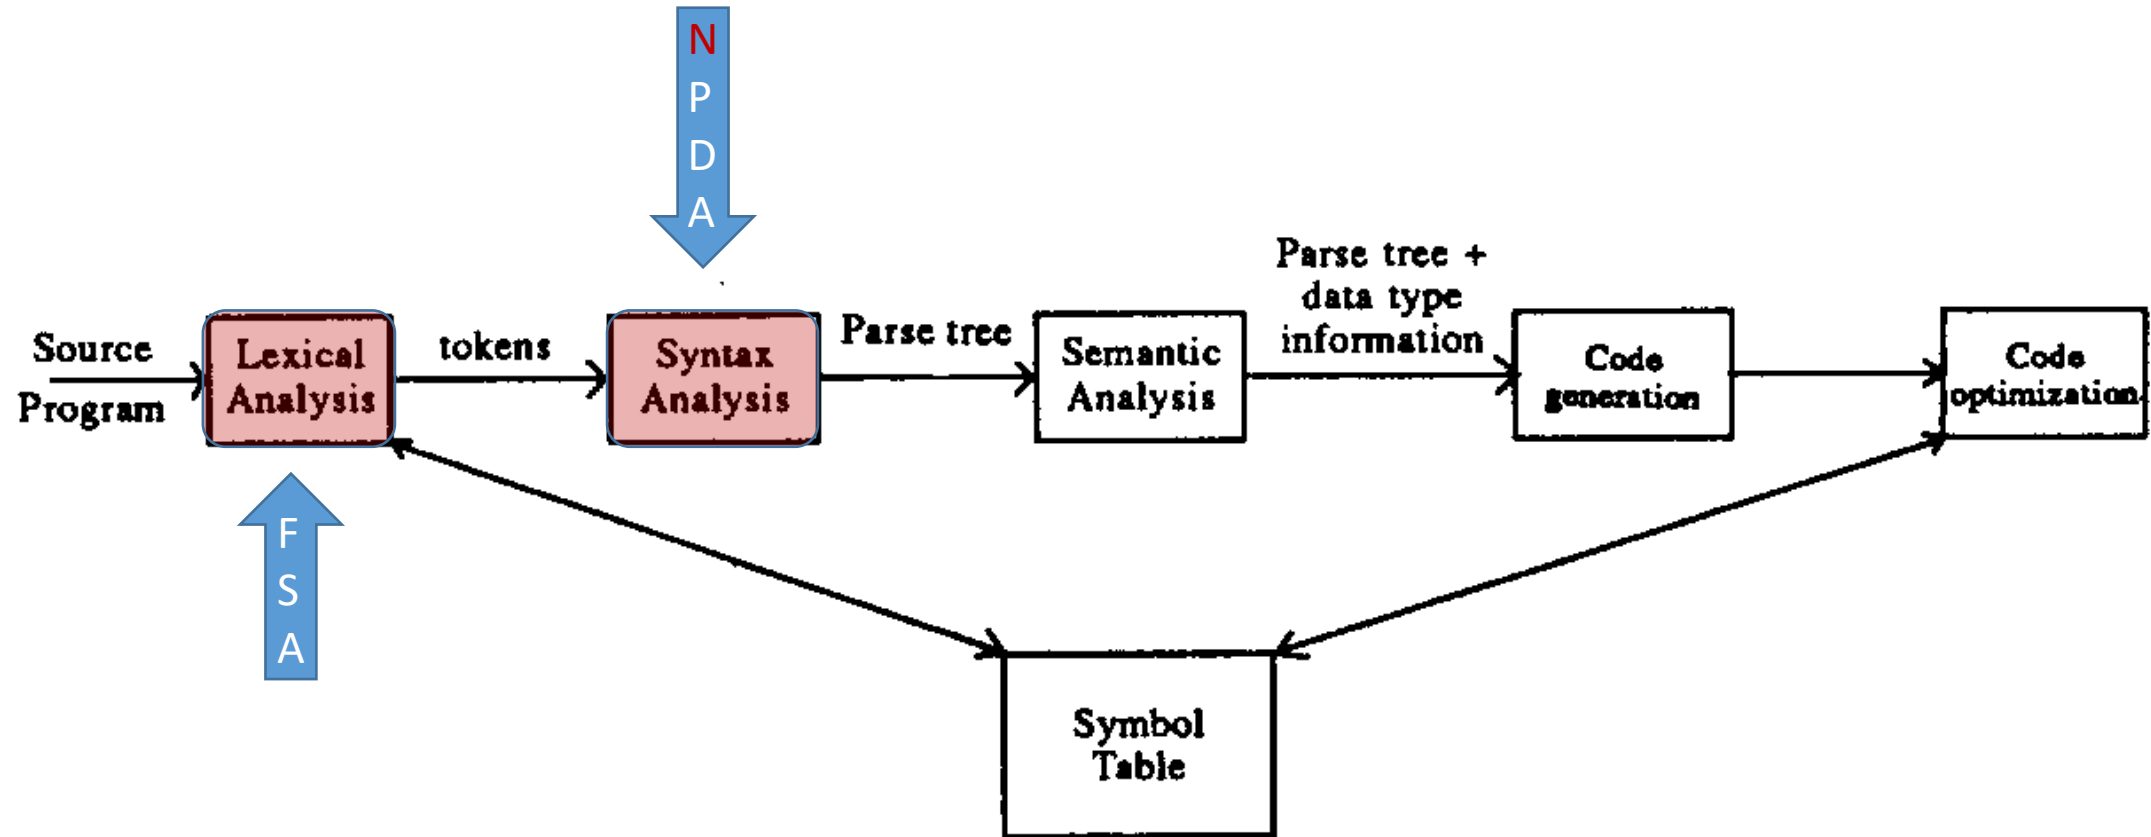 N
P
D
A
Source
Program
Lexical
Analysis
tokens
Syntax
Analysis
Parse tree
Semantic
Analysis
Parse tree +
data type
information
Code
generation
Code
optimization
F
S
A
Symbol
Table